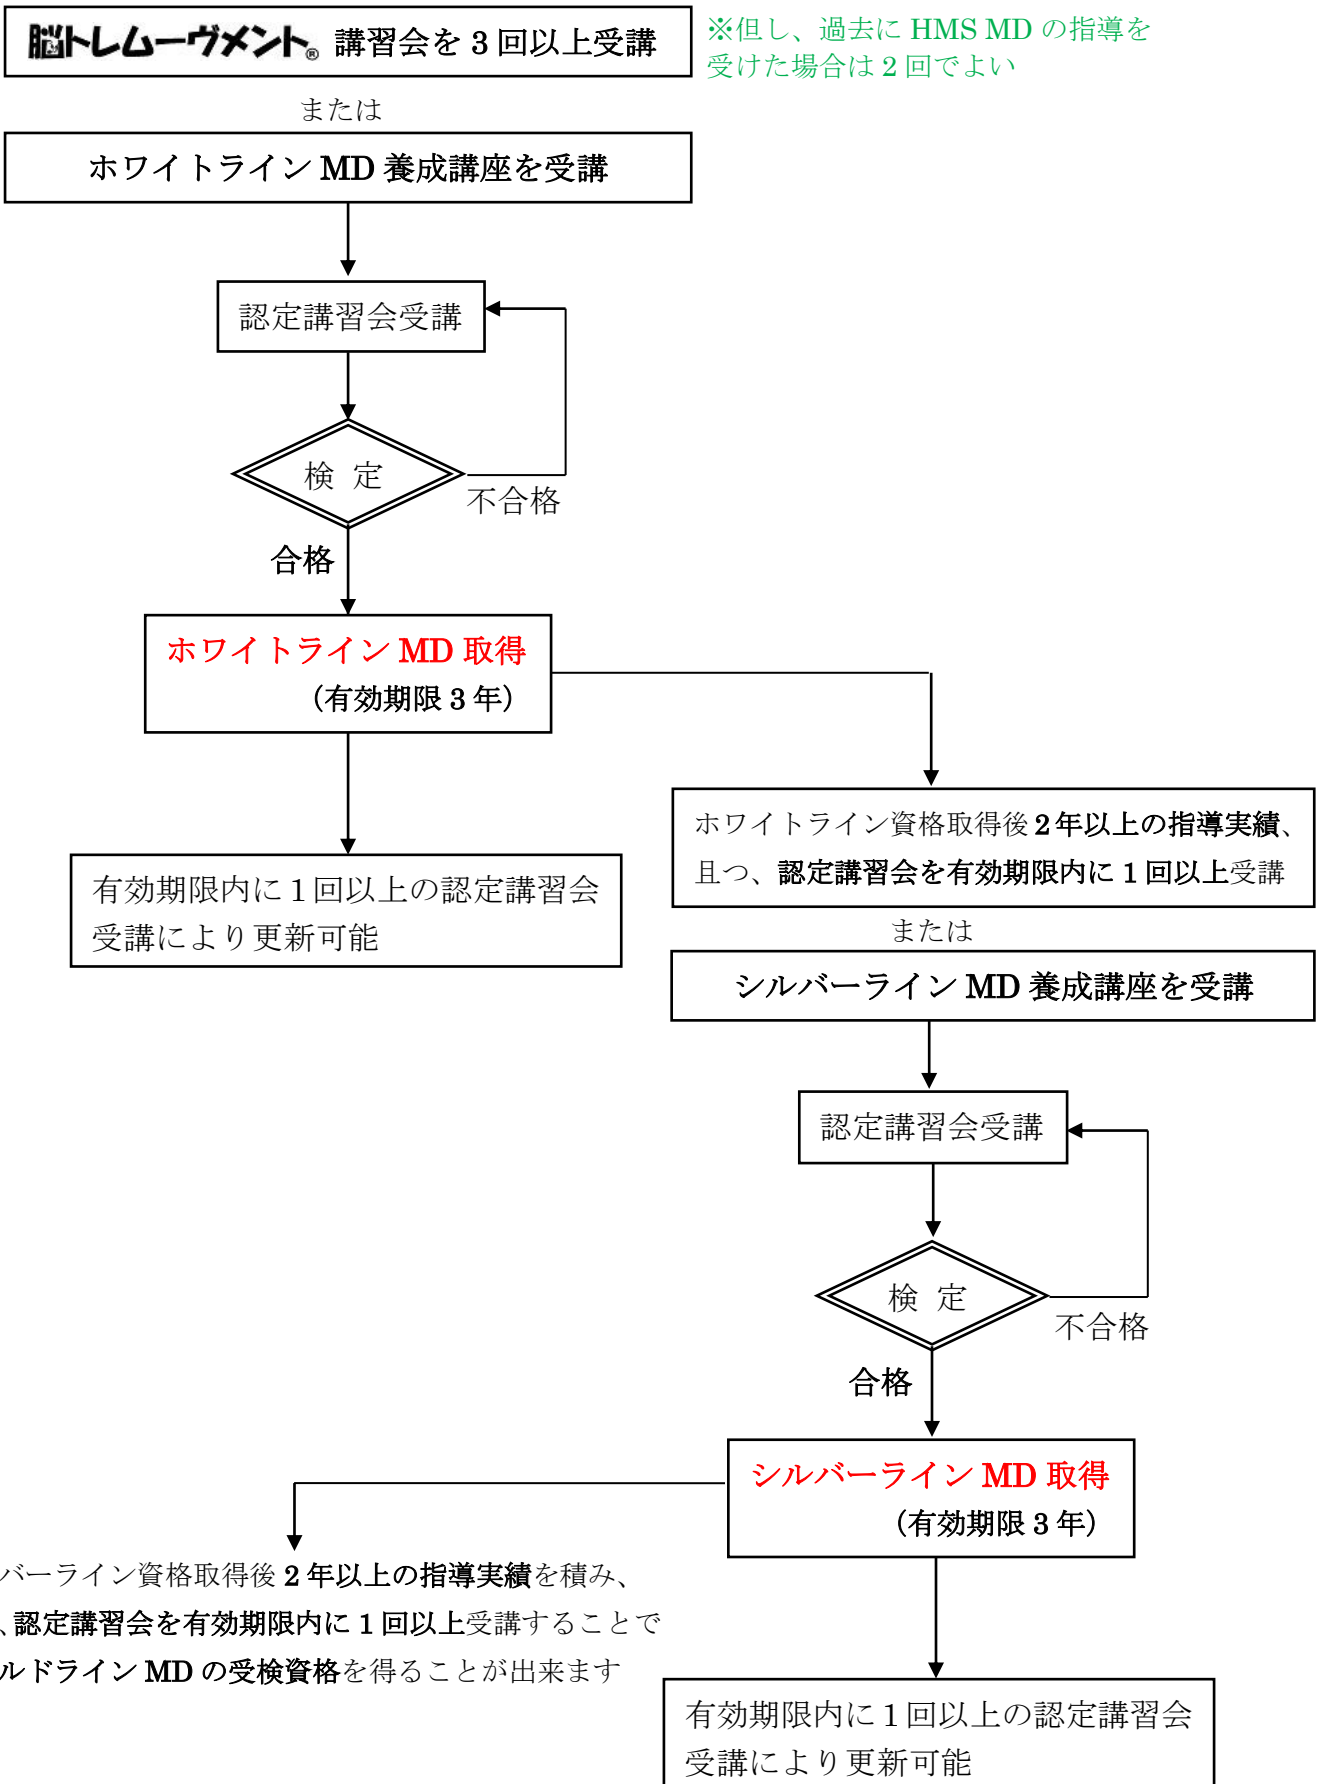 脳トレムーヴメント® 講習会を 3 回以上受講
※但し、過去に HMS MD の指導を
受けた場合は 2 回でよい
または
ホワイトライン MD 養成講座を受講
認定講習会受講
検 定
不合格
合格
ホワイトライン MD 取得
（有効期限 3 年）
有効期限内に 1 回以上の認定講習会
受講により更新可能
ホワイトライン資格取得後 2 年以上の指導実績、
且つ、認定講習会を有効期限内に 1 回以上受講
または
シルバーライン MD 養成講座を受講
認定講習会受講
検 定
不合格
合格
シルバーライン MD 取得
（有効期限 3 年）
バーライン資格取得後 2 年以上の指導実績を積み、
、認定講習会を有効期限内に 1 回以上受講することで
ルドライン MD の受検資格を得ることが出来ます
有効期限内に 1 回以上の認定講習会
受講により更新可能